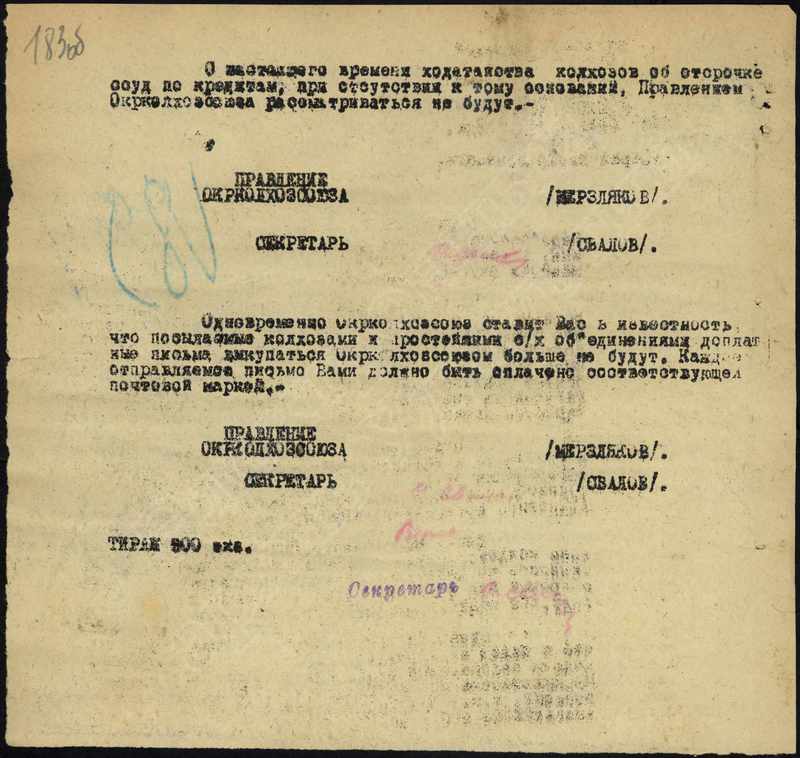 183об
С настоящего времени ходатайства колхозов об отсрочке
ссуд по кредитам, при отсутствии к тому оснований, Правлением
Окрколхозсоюза рассматриваться не будут.-
ПРАВЛЕНИЕ
ОКРКОЛХОЗСОЮЗА /МЕРЗЛЯКОВ/.
СЕКРЕТАРЬ /СВАЛОВ/.
Одновременно Окрколхозсоюз ставит Вас в известность,
что посылаемые колхозами и простейшими с/х об"единениями доплат
ные письма выкупаться Окрколхозсоюзом больше не будут. Каждое
отправляемое письмо Вами должно быть оплачено соответствующей
почтовой маркой.-
ПРАВЛЕНИЕ
ОКРКОЛХОЗСОЮЗА /МЕРЗЛЯКОВ/.
СЕКРЕТАРЬ /СВАЛОВ/.
ТИРАЖ 900 экз.
Верно
Секретарь